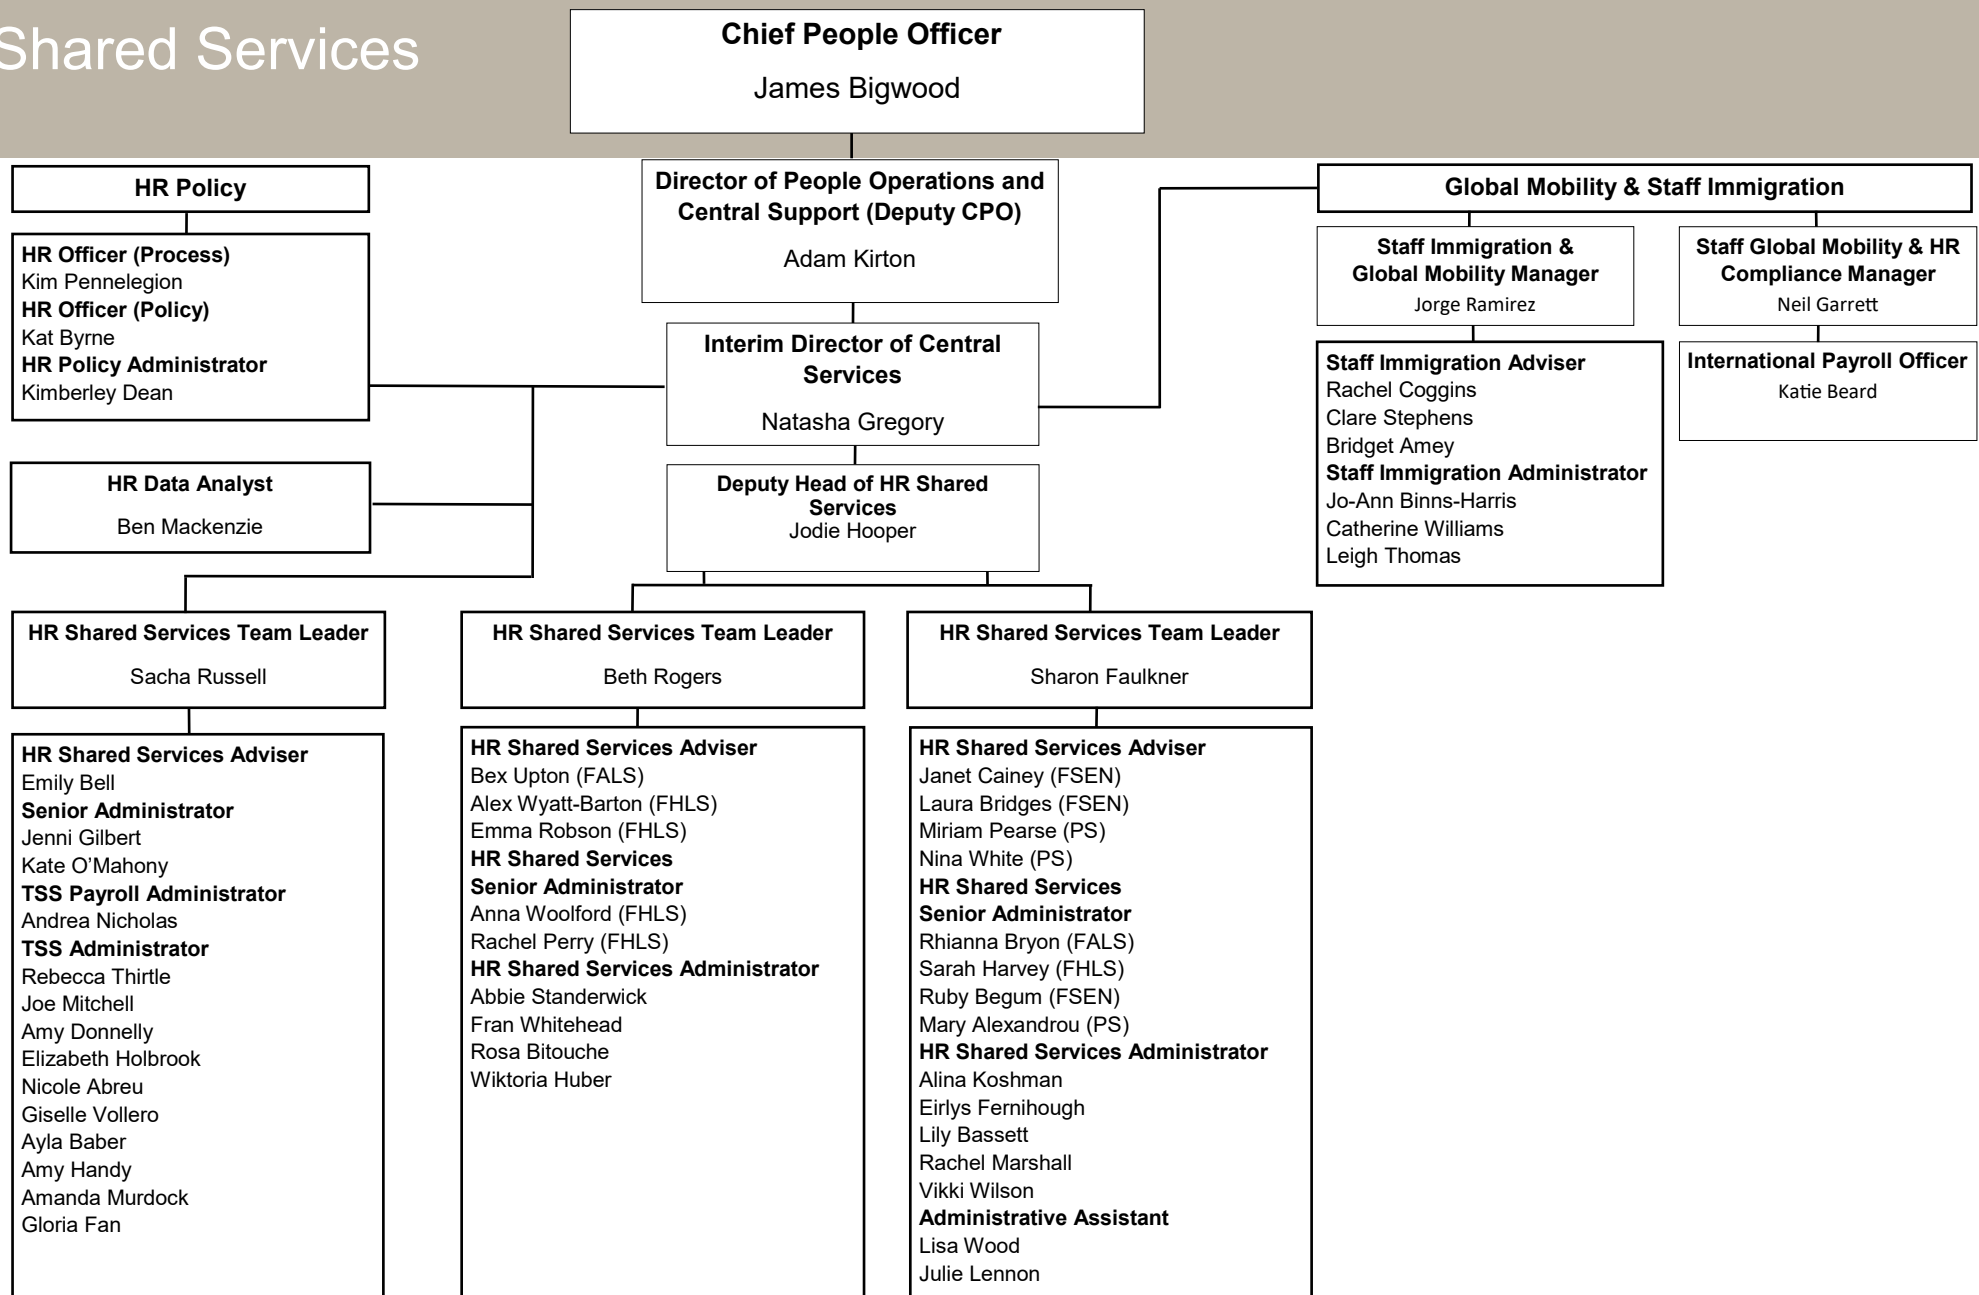 Shared Services
Chief People Officer
James Bigwood
HR Policy
HR Officer (Process)
Kim Pennelegion
HR Officer (Policy)
Kat Byrne
HR Policy Administrator
Kimberley Dean
Director of People Operations and
Central Support (Deputy CPO)
Adam Kirton
Global Mobility & Staff Immigration
Staff Immigration &
Global Mobility Manager
Jorge Ramirez
Staff Global Mobility & HR
Compliance Manager
Neil Garrett
Interim Director of Central
Services
Natasha Gregory
Staff Immigration Adviser
Rachel Coggins
Clare Stephens
Bridget Amey
Staff Immigration Administrator
Jo-Ann Binns-Harris
Catherine Williams
Leigh Thomas
International Payroll Officer
Katie Beard
HR Data Analyst
Ben Mackenzie
Deputy Head of HR Shared
Services
Jodie Hooper
HR Shared Services Team Leader
Sacha Russell
HR Shared Services Team Leader
Beth Rogers
HR Shared Services Team Leader
Sharon Faulkner
HR Shared Services Adviser
Emily Bell
Senior Administrator
Jenni Gilbert
Kate O’Mahony
TSS Payroll Administrator
Andrea Nicholas
TSS Administrator
Rebecca Thirtle
Joe Mitchell
Amy Donnelly
Elizabeth Holbrook
Nicole Abreu
Giselle Vollero
Ayla Baber
Amy Handy
Amanda Murdock
Gloria Fan
HR Shared Services Adviser
Bex Upton (FALS)
Alex Wyatt-Barton (FHLS)
Emma Robson (FHLS)
HR Shared Services
Senior Administrator
Anna Woolford (FHLS)
Rachel Perry (FHLS)
HR Shared Services Administrator
Abbie Standerwick
Fran Whitehead
Rosa Bitouche
Wiktoria Huber
HR Shared Services Adviser
Janet Cainey (FSEN)
Laura Bridges (FSEN)
Miriam Pearse (PS)
Nina White (PS)
HR Shared Services
Senior Administrator
Rhianna Bryon (FALS)
Sarah Harvey (FHLS)
Ruby Begum (FSEN)
Mary Alexandrou (PS)
HR Shared Services Administrator
Alina Koshman
Eirlys Fernihough
Lily Bassett
Rachel Marshall
Vikki Wilson
Administrative Assistant
Lisa Wood
Julie Lennon